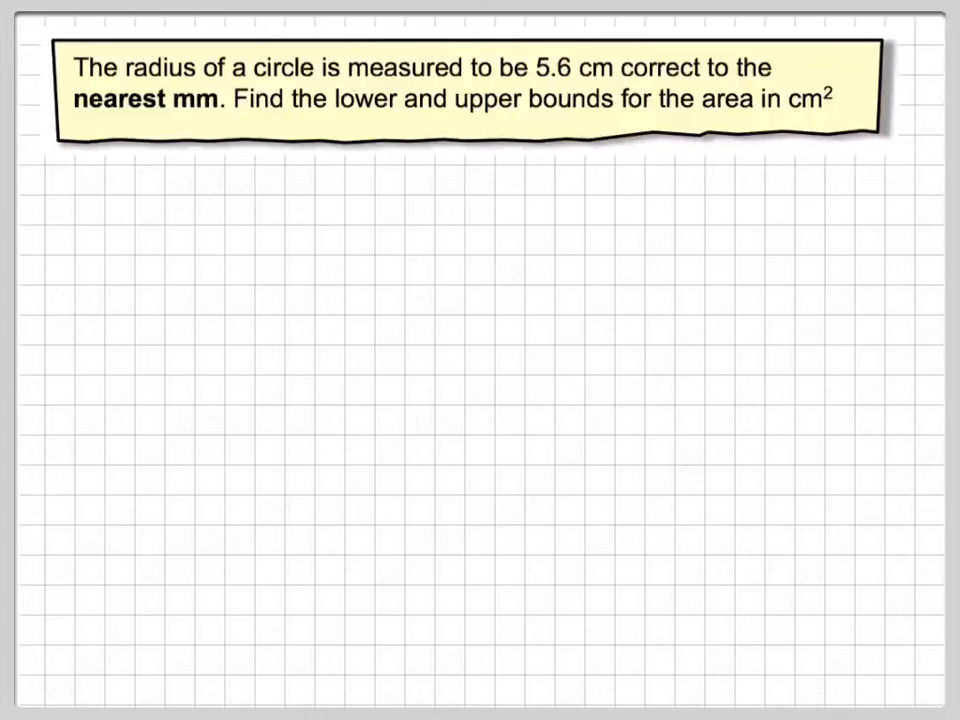 The radius of a circle is measured to be 5.6 cm correct to the
nearest mm. Find the lower and upper bounds for the area in cm²